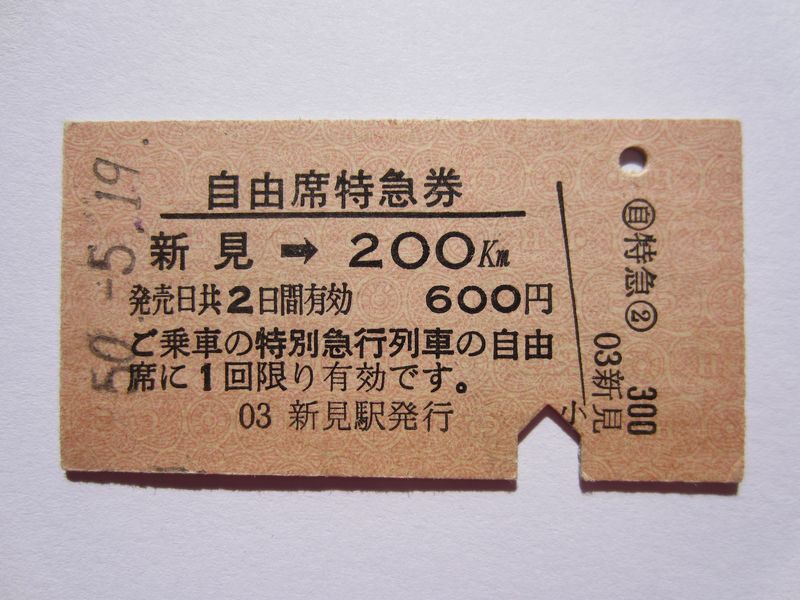 自由席特急券
新見 ➡ 200Km
発売日共2日間有効 600円
ご乗車の特別急行列車の自由
席に1回限り有効です。
03 新見駅発行
50.-5.19.
㊂特急②
300
03新見
小